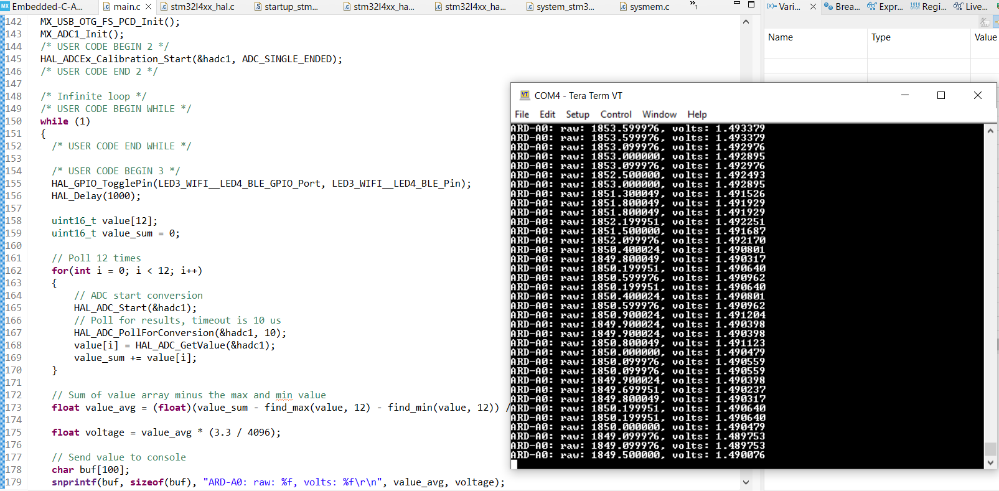 MX Embedded-C-A...
main.c
stm32l4xx_hal.c
startup_stm...
stm32l4xx_ha...
stm32l4xx_ha...
system_stm3...
sysmem.c
»1
(x)= Vari...
Brea...
Expr...
Regi...
Live...
Name Type Value
142 MX_USB_OTG_FS_PCD_Init();
143 MX_ADC1_Init();
144 /* USER CODE BEGIN 2 */
145 HAL_ADCEx_Calibration_Start(&hadc1, ADC_SINGLE_ENDED);
146 /* USER CODE END 2 */
147
148 /* Infinite loop */
149 /* USER CODE BEGIN WHILE */
150 while (1)
151 {
152 /* USER CODE END WHILE */
153
154 /* USER CODE BEGIN 3 */
155 HAL_GPIO_TogglePin(LED3_WIFI__LED4_BLE_GPIO_Port, LED3_WIFI__LED4_BLE_Pin);
156 HAL_Delay(1000);
157
158 uint16_t value[12];
159 uint16_t value_sum = 0;
160
161 // Poll 12 times
162 for(int i = 0; i < 12; i++)
163 {
164 // ADC start conversion
165 HAL_ADC_Start(&hadc1);
166 // Poll for results, timeout is 10 us
167 HAL_ADC_PollForConversion(&hadc1, 10);
168 value[i] = HAL_ADC_GetValue(&hadc1);
169 value_sum += value[i];
170 }
171
172 // Sum of value array minus the max and min value
173 float value_avg = (float)(value_sum - find_max(value, 12) - find_min(value, 12)) /
174
175 float voltage = value_avg * (3.3 / 4096);
176
177 // Send value to console
178 char buf[100];
179 snprintf(buf, sizeof(buf), "ARD-A0: raw: %f, volts: %f\r\n", value_avg, voltage);
COM4 - Tera Term VT
File Edit Setup Control Window Help
ARD-A0: raw: 1853.599976, volts: 1.493379
ARD-A0: raw: 1853.599976, volts: 1.493379
ARD-A0: raw: 1853.099976, volts: 1.492976
ARD-A0: raw: 1853.000000, volts: 1.492895
ARD-A0: raw: 1853.099976, volts: 1.492976
ARD-A0: raw: 1852.500000, volts: 1.492493
ARD-A0: raw: 1853.000000, volts: 1.492895
ARD-A0: raw: 1851.300049, volts: 1.491526
ARD-A0: raw: 1851.800049, volts: 1.491929
ARD-A0: raw: 1851.800049, volts: 1.491929
ARD-A0: raw: 1852.199951, volts: 1.492251
ARD-A0: raw: 1851.500000, volts: 1.491687
ARD-A0: raw: 1852.099976, volts: 1.492170
ARD-A0: raw: 1850.400024, volts: 1.490801
ARD-A0: raw: 1849.800049, volts: 1.490317
ARD-A0: raw: 1850.199951, volts: 1.490640
ARD-A0: raw: 1850.599976, volts: 1.490962
ARD-A0: raw: 1850.199951, volts: 1.490640
ARD-A0: raw: 1850.400024, volts: 1.490801
ARD-A0: raw: 1850.599976, volts: 1.490962
ARD-A0: raw: 1850.900024, volts: 1.491204
ARD-A0: raw: 1849.900024, volts: 1.490398
ARD-A0: raw: 1849.900024, volts: 1.490398
ARD-A0: raw: 1850.800049, volts: 1.491123
ARD-A0: raw: 1850.000000, volts: 1.490479
ARD-A0: raw: 1850.099976, volts: 1.490559
ARD-A0: raw: 1850.099976, volts: 1.490559
ARD-A0: raw: 1849.900024, volts: 1.490398
ARD-A0: raw: 1849.699951, volts: 1.490237
ARD-A0: raw: 1849.800049, volts: 1.490317
ARD-A0: raw: 1850.199951, volts: 1.490640
ARD-A0: raw: 1850.199951, volts: 1.490640
ARD-A0: raw: 1850.000000, volts: 1.490479
ARD-A0: raw: 1849.099976, volts: 1.489753
ARD-A0: raw: 1849.099976, volts: 1.489753
ARD-A0: raw: 1849.500000, volts: 1.490076